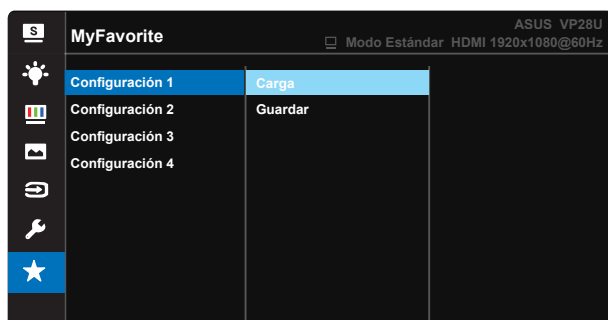 S
MyFavorite
ASUS VP28U
Modo Estándar HDMI 1920x1080@60Hz
Configuración 1
Carga
Configuración 2
Guardar
Configuración 3
Configuración 4